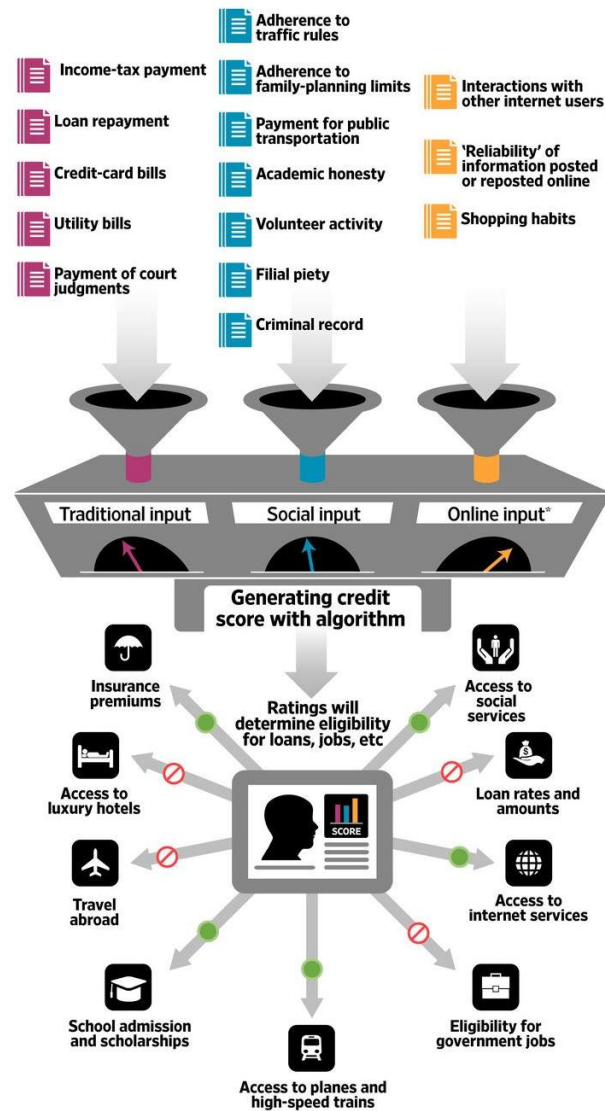 Income-tax payment
Loan repayment
Credit-card bills
Utility bills
Payment of court
judgments
Adherence to
traffic rules
Adherence to
family-planning limits
Payment for public
transportation
Academic honesty
Volunteer activity
Filial piety
Criminal record
Interactions with
other internet users
‘Reliability’ of
information posted
or reposted online
Shopping habits
Traditional input
Social input
Online input*
Generating credit
score with algorithm
Ratings will
determine eligibility
for loans, jobs, etc
Insurance
premiums
Access to
social
services
Access to
luxury hotels
Loan rates and
amounts
$
SCORE
Travel
abroad
Access to
internet services
School admission
and scholarships
Eligibility for
government jobs
Access to planes and
high-speed trains